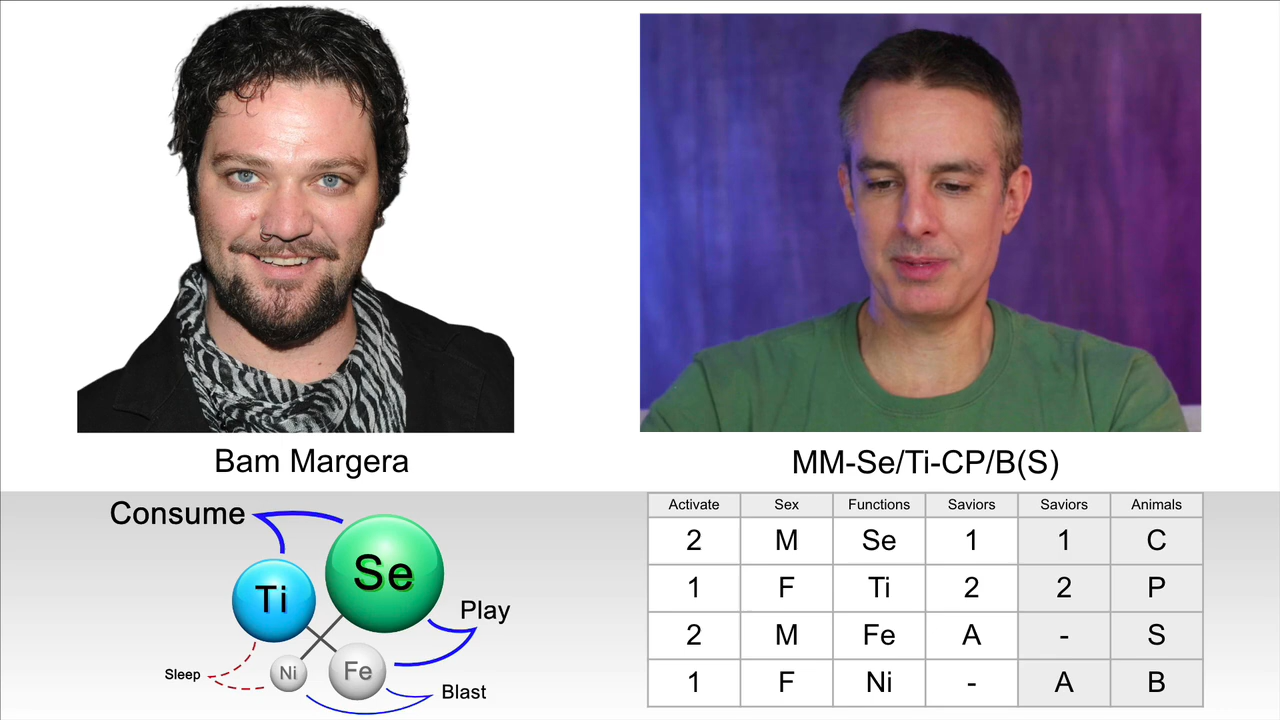 Bam Margera
MM-Se/Ti-CP/B(S)
Consume
Ti
Se
Play
Sleep
Ni
Fe
Blast
Activate Sex Functions Saviors Saviors Animals
2 M Se 1 1 C
1 F Ti 2 2 P
2 M Fe A - S
1 F Ni - A B